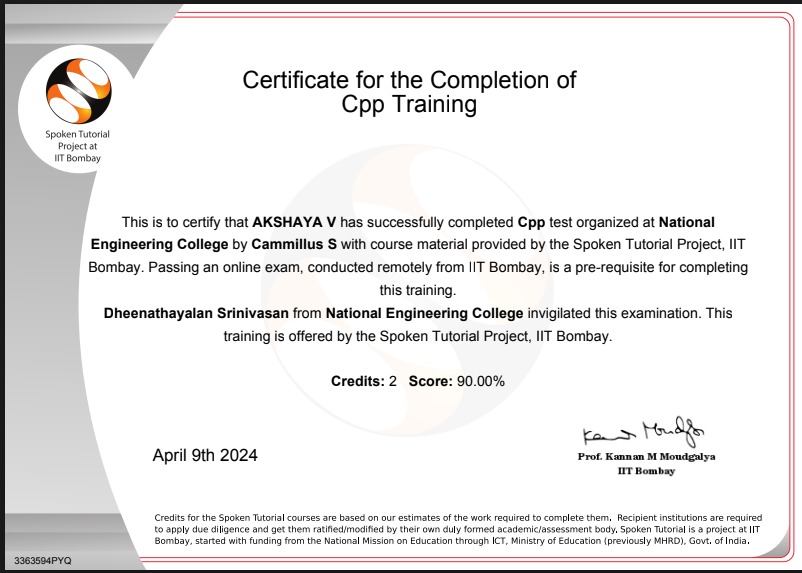 Certificate for the Completion of
Cpp Training
Spoken Tutorial
Project at
IIT Bombay
This is to certify that AKSHAYA V has successfully completed Cpp test organized at National
Engineering College by Cammillus S with course material provided by the Spoken Tutorial Project, IIT
Bombay. Passing an online exam, conducted remotely from IIT Bombay, is a pre-requisite for completing
this training.
Dheenathayalan Srinivasan from National Engineering College invigilated this examination. This
training is offered by the Spoken Tutorial Project, IIT Bombay.
Credits: 2 Score: 90.00%
April 9th 2024
Kannan Moudgalya
Prof. Kannan M Moudgalya
IIT Bombay
Credits for the Spoken Tutorial courses are based on our estimates of the work required to complete them. Recipient institutions are required
to apply due diligence and get them ratified/modified by their own duly formed academic/assessment body. Spoken Tutorial is a project at IIT
Bombay, started with funding from the National Mission on Education through ICT, Ministry of Education (previously MHRD), Govt. of India.
3363594PYQ